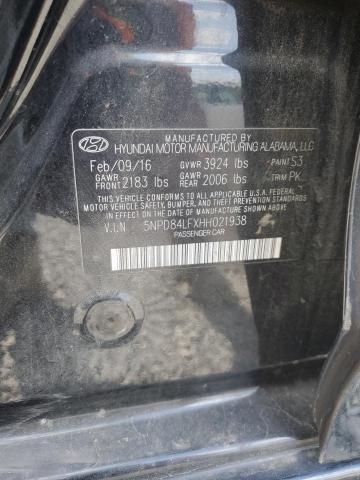 MANUFACTURED BY
HYUNDAI MOTOR MANUFACTURING ALABAMA, LLC
Feb/09/16 GVWR 3924 lbs PAINT S3
GAWR FRONT 2183 lbs GAWR REAR 2006 lbs TRIM PK
THIS VEHICLE CONFORMS TO ALL APPLICABLE U.S.A. FEDERAL
MOTOR VEHICLE SAFETY, BUMPER, AND THEFT PREVENTION STANDARDS
IN EFFECT ON THE DATE OF MANUFACTURE SHOWN ABOVE.
V.I.N 5NPD84LFXHH021938
PASSENGER CAR